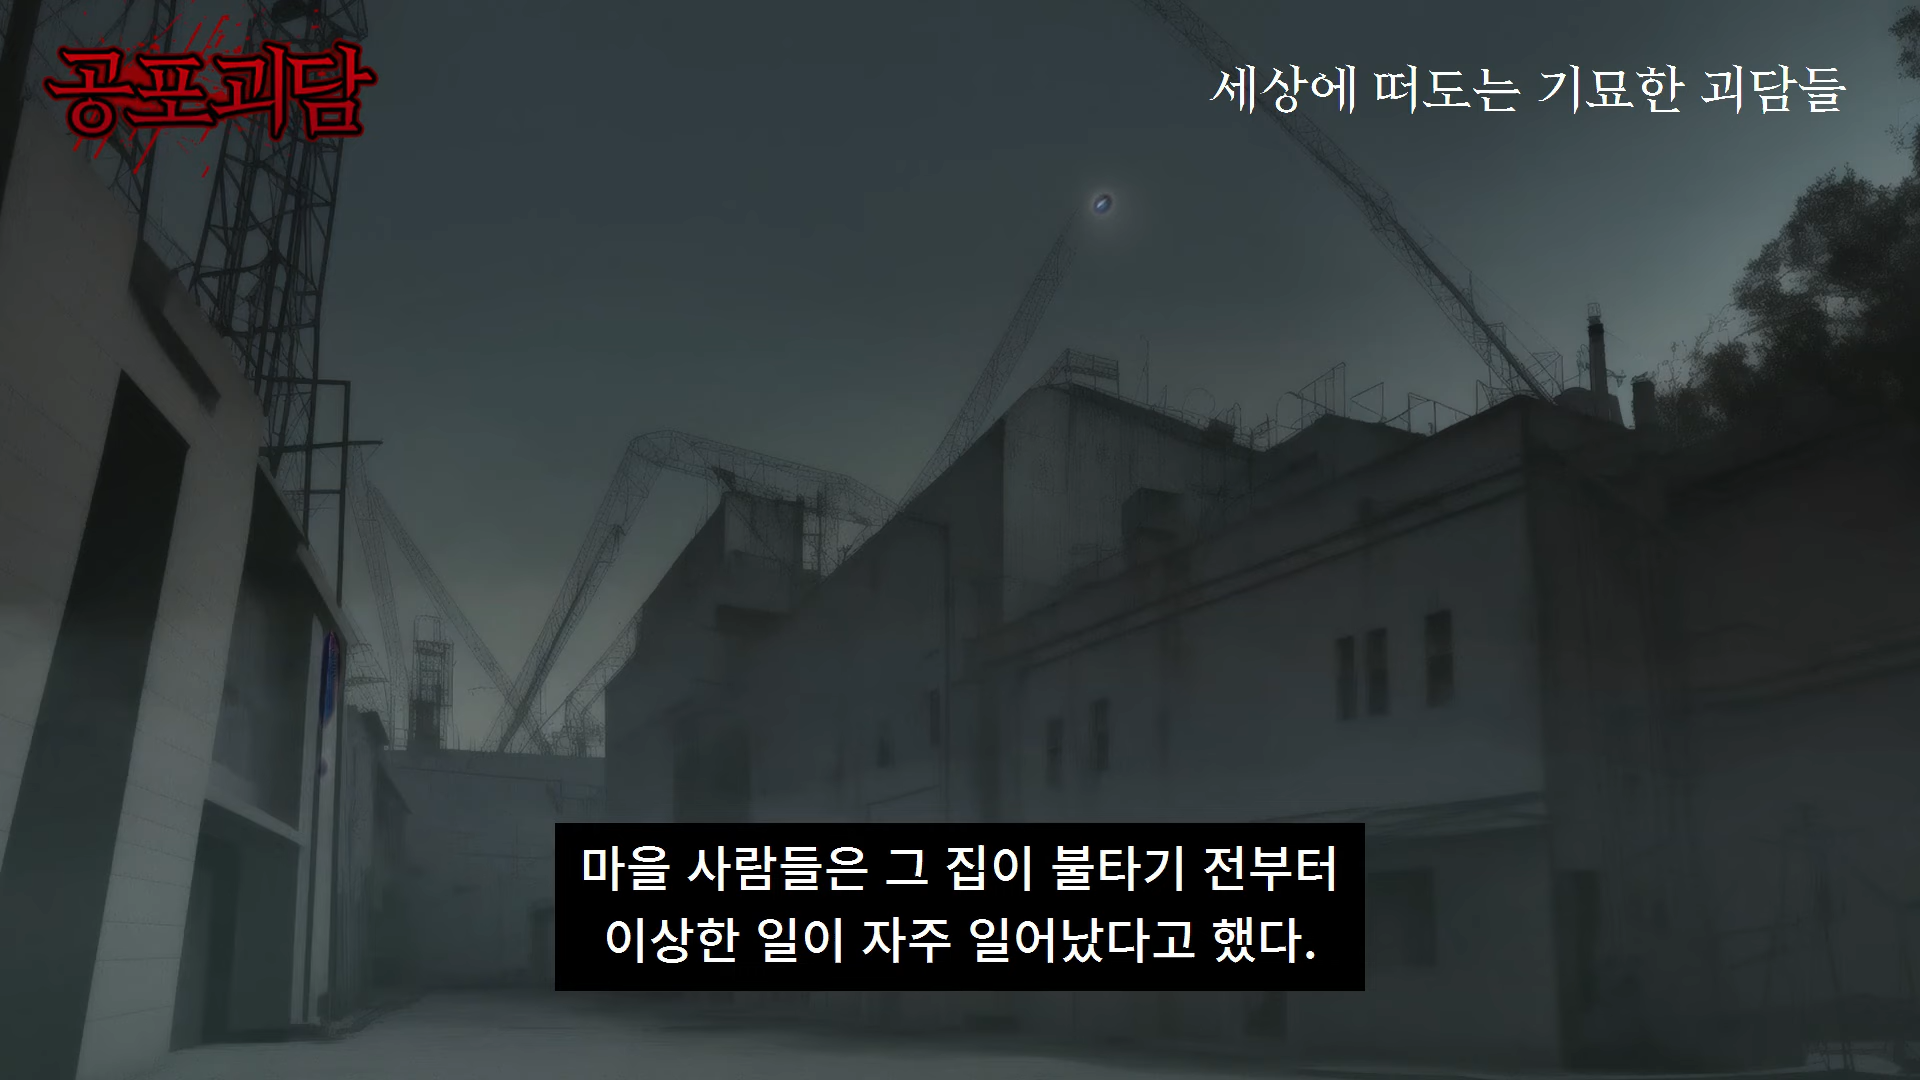 공포괴담
세상에 떠도는 기묘한 괴담들
마을 사람들은 그 집이 불타기 전부터
이상한 일이 자주 일어났다고 했다.